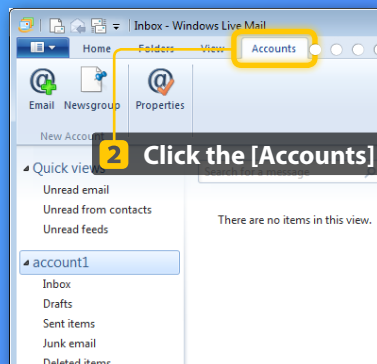 Inbox - Windows Live Mail
Home Folders View Accounts
Email Newsgroup Properties
New Account
2 Click the [Accounts]
Quick views
Search for a message
Unread email
Unread from contacts
Unread feeds
There are no items in this view.
account1
Inbox
Drafts
Sent items
Junk email
Deleted items